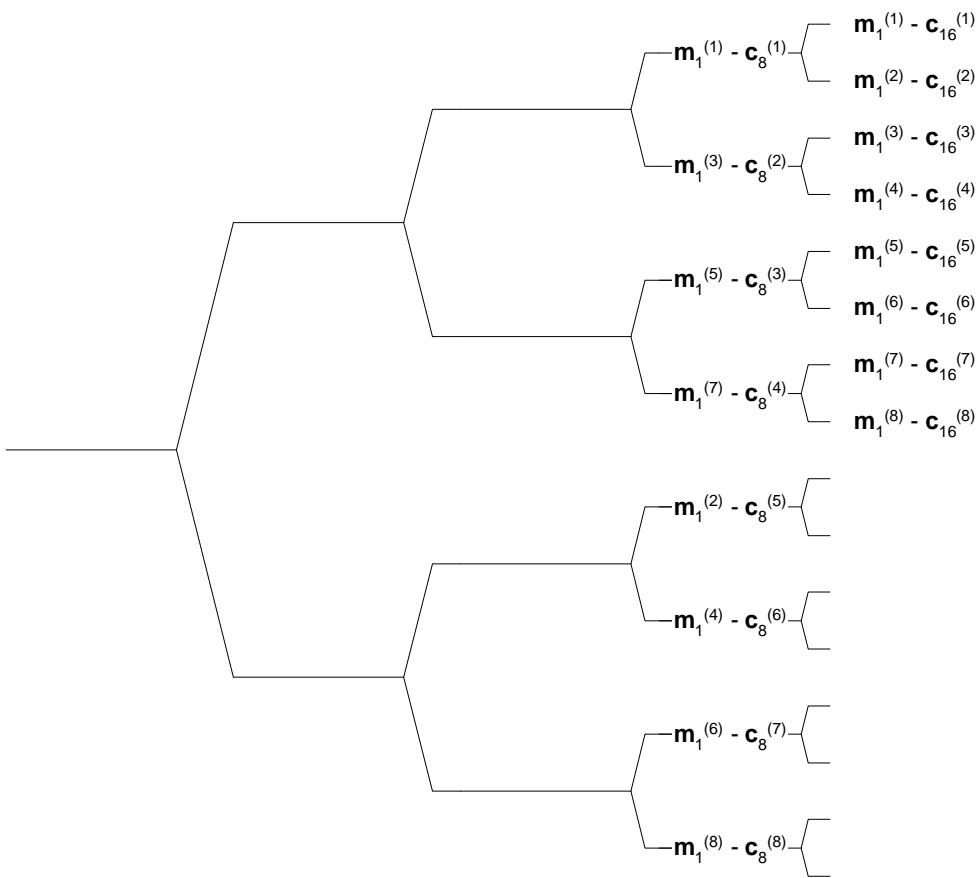 m₁⁽¹⁾ - c₈⁽¹⁾
m₁⁽³⁾ - c₈⁽²⁾
m₁⁽⁵⁾ - c₈⁽³⁾
m₁⁽⁷⁾ - c₈⁽⁴⁾
m₁⁽²⁾ - c₈⁽⁵⁾
m₁⁽⁴⁾ - c₈⁽⁶⁾
m₁⁽⁶⁾ - c₈⁽⁷⁾
m₁⁽⁸⁾ - c₈⁽⁸⁾
m₁⁽¹⁾ - c₁₆⁽¹⁾
m₁⁽²⁾ - c₁₆⁽²⁾
m₁⁽³⁾ - c₁₆⁽³⁾
m₁⁽⁴⁾ - c₁₆⁽⁴⁾
m₁⁽⁵⁾ - c₁₆⁽⁵⁾
m₁⁽⁶⁾ - c₁₆⁽⁶⁾
m₁⁽⁷⁾ - c₁₆⁽⁷⁾
m₁⁽⁸⁾ - c₁₆⁽⁸⁾